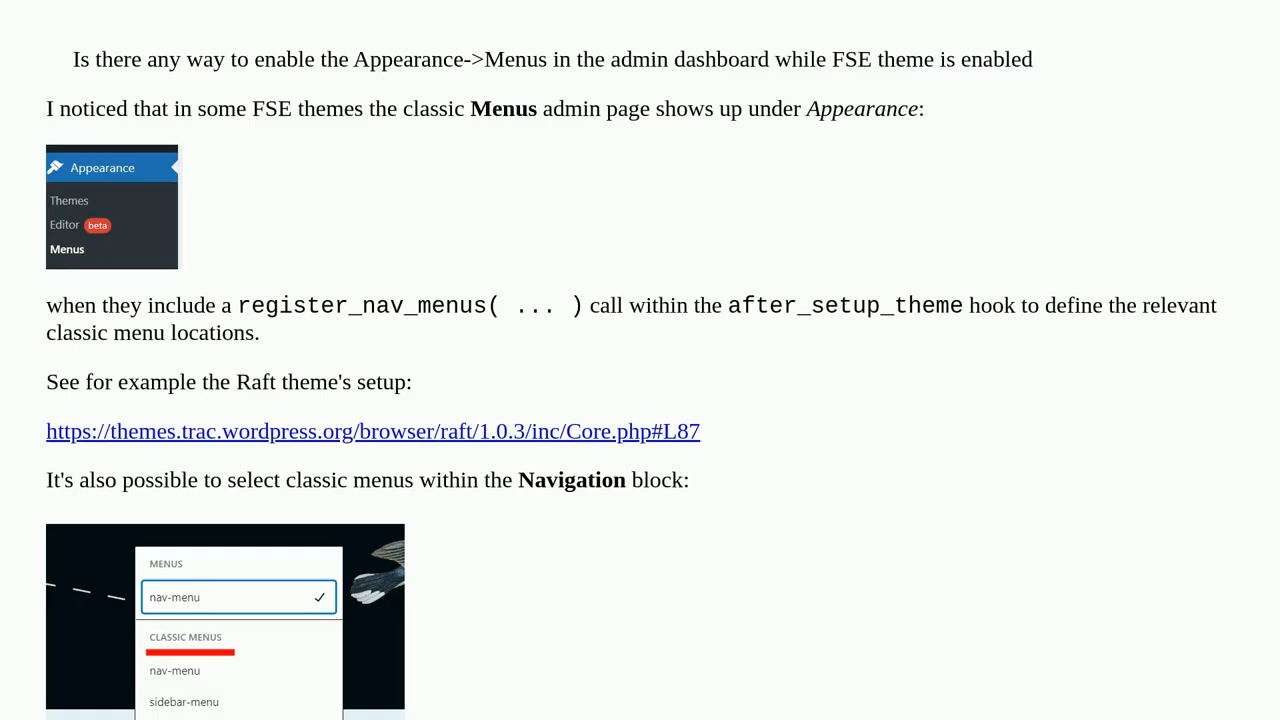 Is there any way to enable the Appearance->Menus in the admin dashboard while FSE theme is enabled
I noticed that in some FSE themes the classic Menus admin page shows up under Appearance:
Appearance
Themes
Editor beta
Menus
when they include a register_nav_menus( ... ) call within the after_setup_theme hook to define the relevant
classic menu locations.
See for example the Raft theme's setup:
https://themes.trac.wordpress.org/browser/raft/1.0.3/inc/Core.php#L87
It's also possible to select classic menus within the Navigation block:
MENUS
nav-menu
CLASSIC MENUS
nav-menu
sidebar-menu